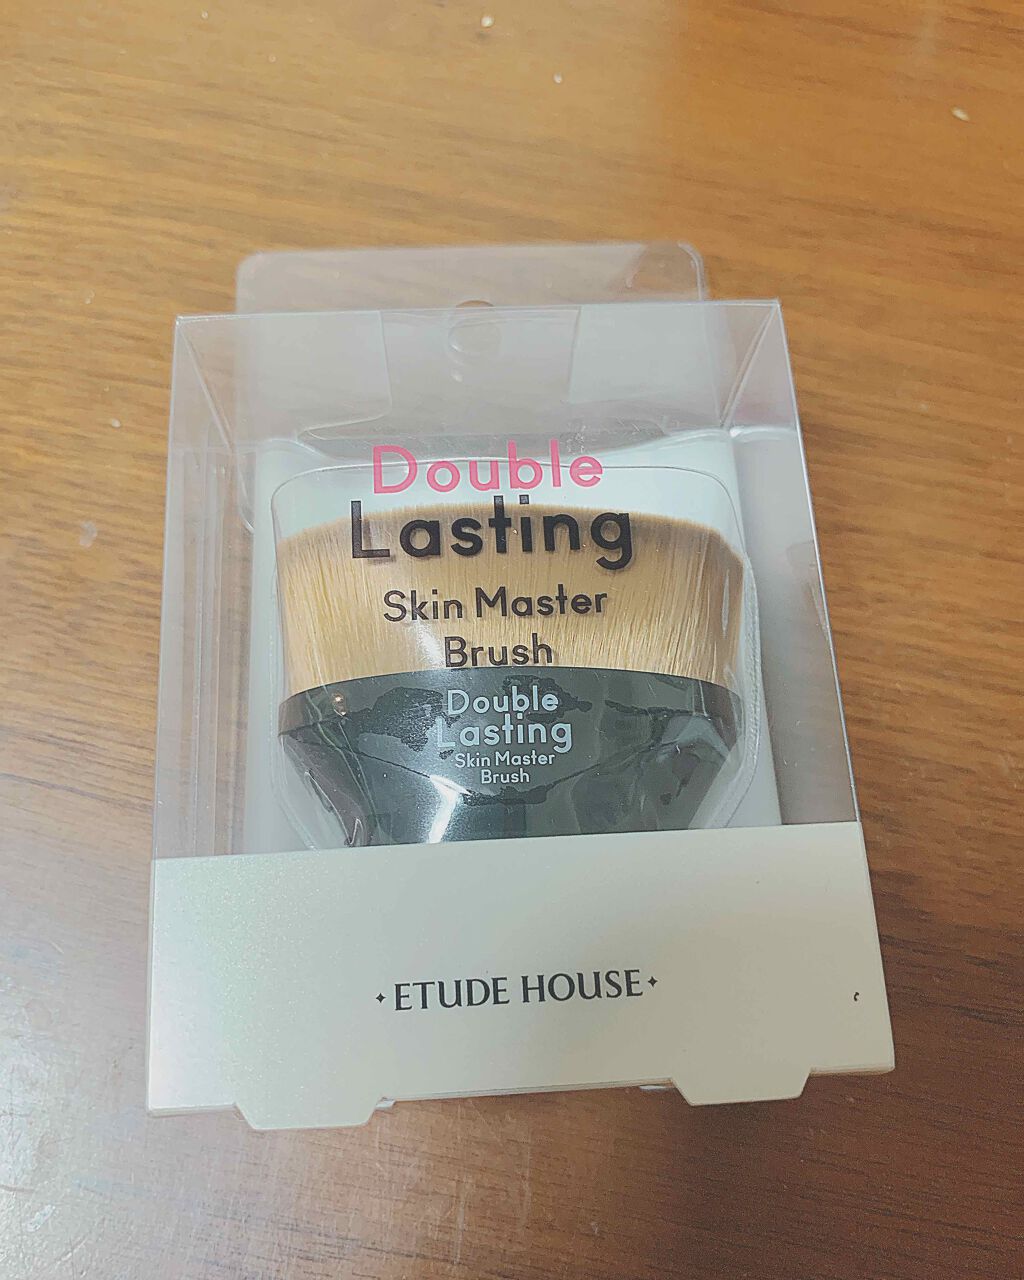 Double
Lasting
Skin Master
Brush
Double
Lasting
Skin Master
Brush
ETUDE HOUSE